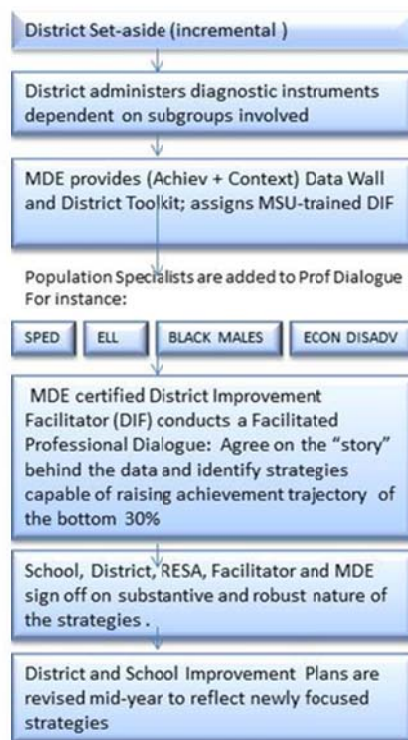 District Set-aside (incremental )
District administers diagnostic instruments
dependent on subgroups involved
MDE provides (Achiev + Context) Data Wall
and District Toolkit; assigns MSU-trained DIF
Population Specialists are added to Prof Dialogue
For instance:
SPED ELL BLACK MALES ECON DISADV
MDE certified District Improvement
Facilitator (DIF) conducts a Facilitated
Professional Dialogue: Agree on the “story”
behind the data and identify strategies
capable of raising achievement trajectory of
the bottom 30%
School, District, RESA, Facilitator and MDE
sign off on substantive and robust nature of
the strategies .
District and School Improvement Plans are
revised mid-year to reflect newly focused
strategies